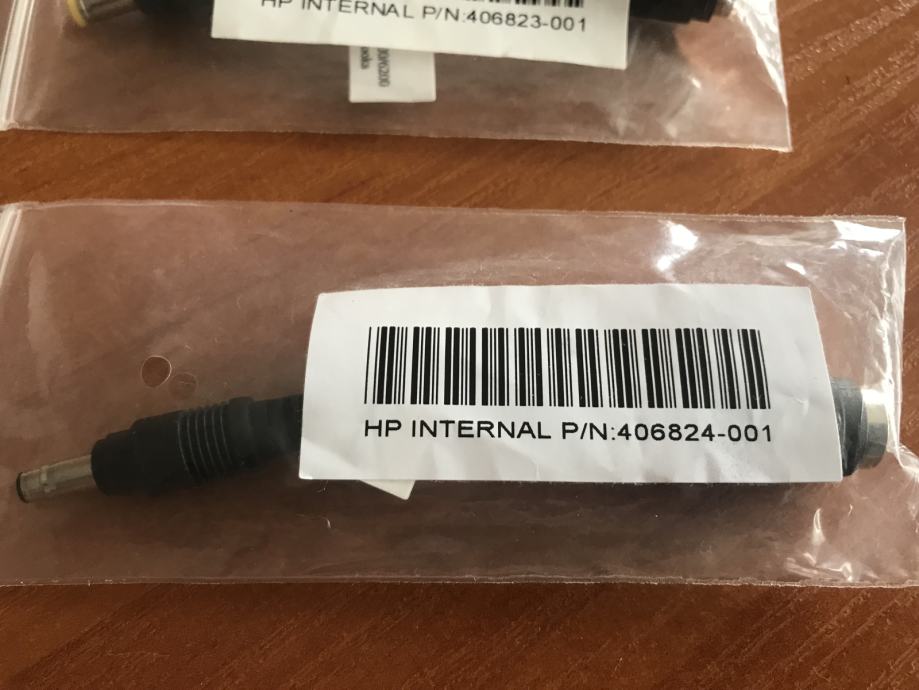 HP INTERNAL P/N:406823-001
HP INTERNAL P/N:406824-001